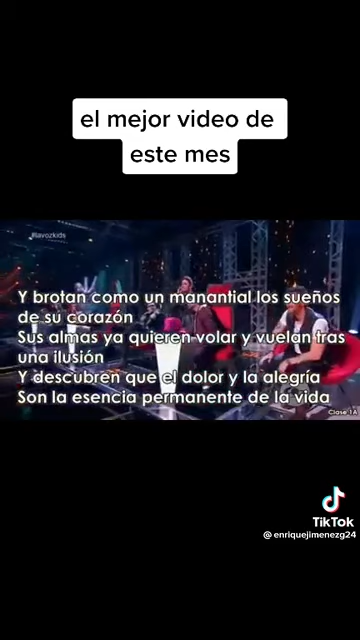 el mejor video de
este mes
#lavozkids
Y brotan como un manantial los sueños
de su corazón
Sus almas ya quieren volar y vuelan tras
una ilusión
Y descubren que el dolor y la alegría
Son la esencia permanente de la vida
Clase 1A
TikTok
@enriquejimenezg24